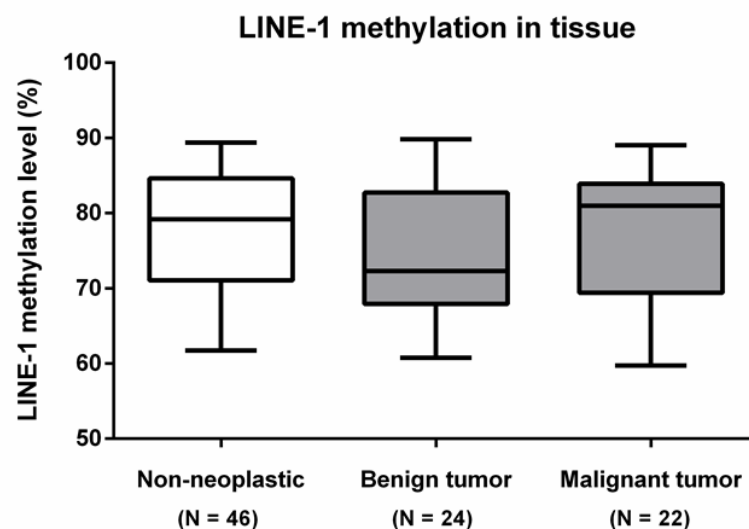 LINE-1 methylation in tissue
LINE-1 methylation level (%)
100
90
80
70
60
50
Non-neoplastic Benign tumor Malignant tumor
(N = 46) (N = 24) (N = 22)